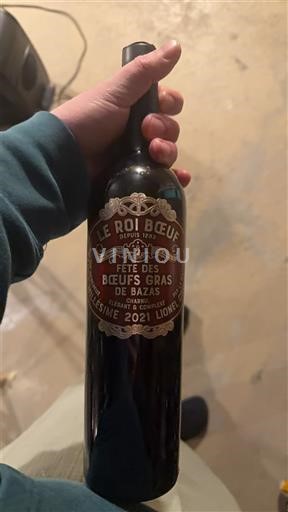 LE ROI BŒUF
DEPUIS 1283
VINIOU
FÊTE DES
BŒUFS GRAS
DE BAZAS
CHARNU,
ÉLÉGANT & COMPLEXE
MILLÉSIME 2021 LIONEL